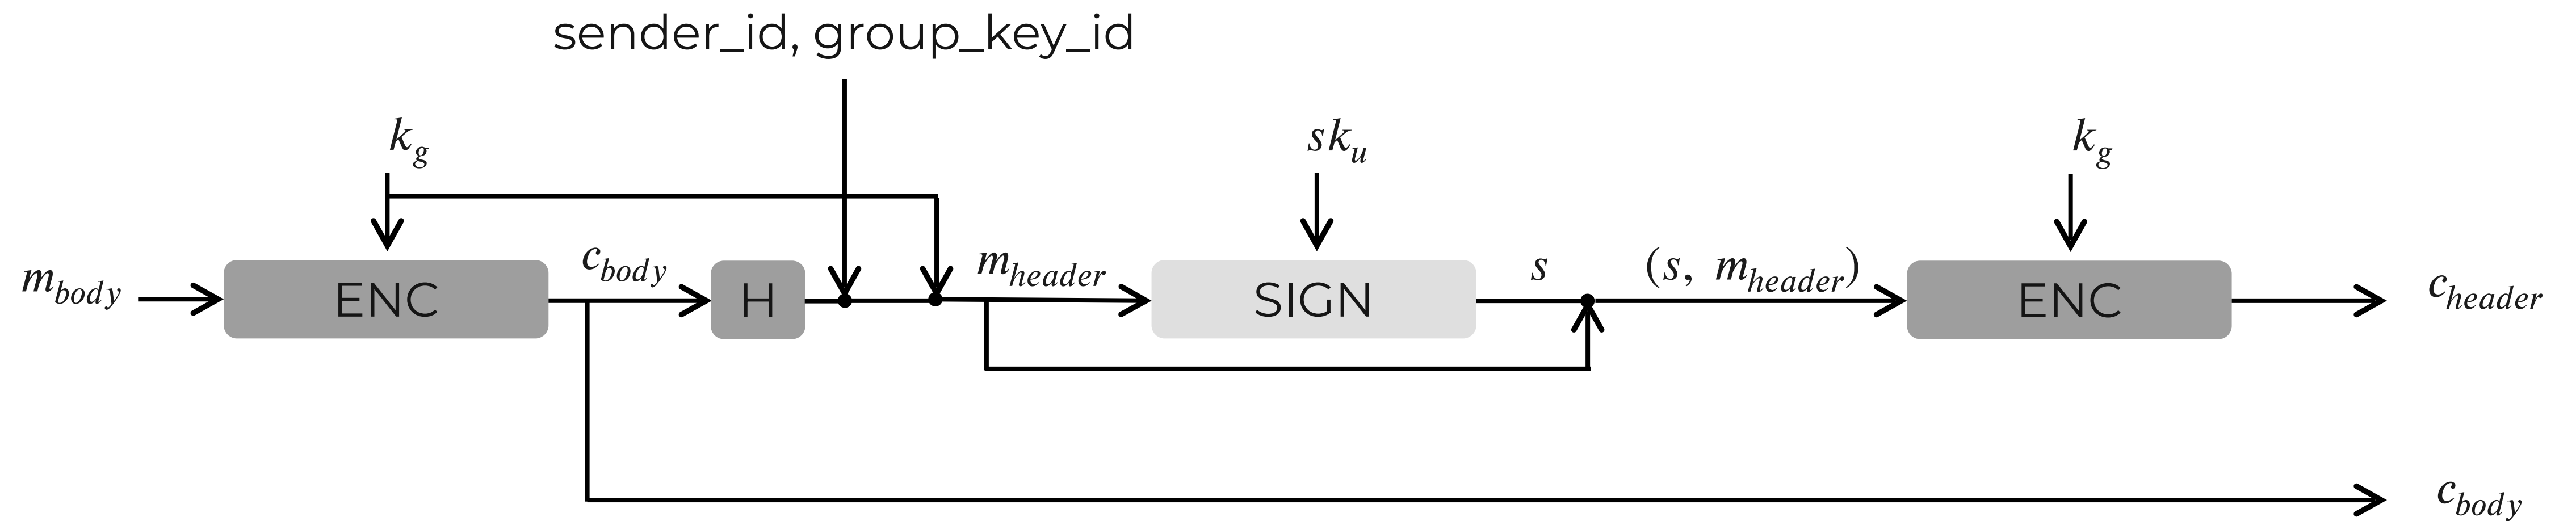 sender_id, group_key_id
k_g
sk_u
k_g
m_body
ENC
c_body
H
m_header
SIGN
s
(s, m_header)
ENC
c_header
c_body